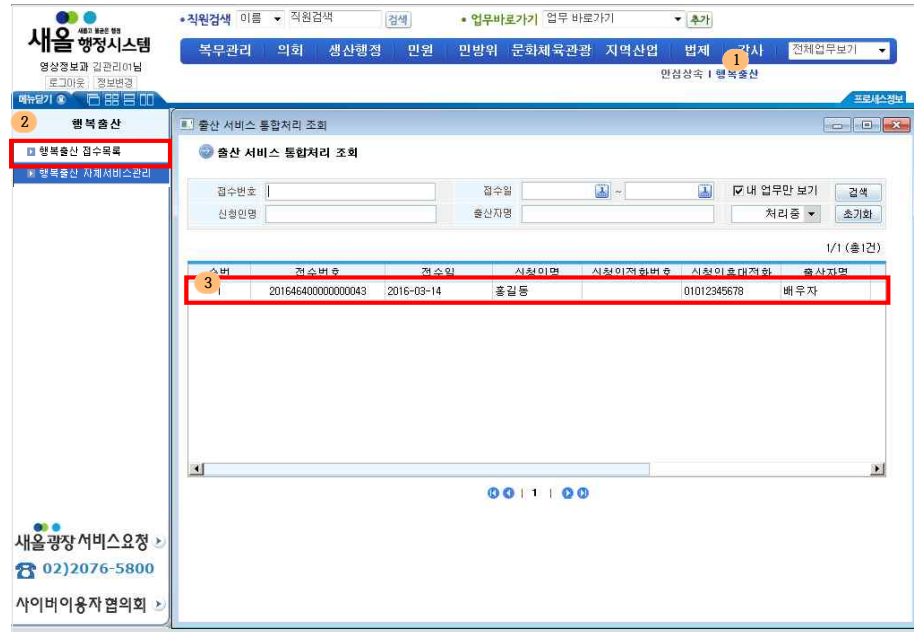 새롭고 밝은 행정
새올 행정시스템
영상정보과 김관리01님
로그아웃 정보변경
메뉴닫기
•직원검색 이름 직원검색 검색 •업무바로가기 업무 바로가기 추가
복무관리 의회 생산행정 민원 민방위 문화체육관광 지역산업 법제 감사 전체업무보기
1
안심상속 | 행복출산
프로세스정보
2 행복출산
행복출산 접수목록
행복출산 자체서비스관리
출산 서비스 통합처리 조회
출산 서비스 통합처리 조회
접수번호 접수일 ~ 내 업무만 보기 검색
신청인명 출산자명 처리중 초기화
1/1 (총1건)
순번 접수번호 접수일 신청인명 신청인전화번호 신청인휴대전화 출산자명
3
1 201646400000000043 2016-03-14 홍길동 01012345678 배우자
| 1 |
새올광장 서비스요청
02)2076-5800
사이버이용자협의회